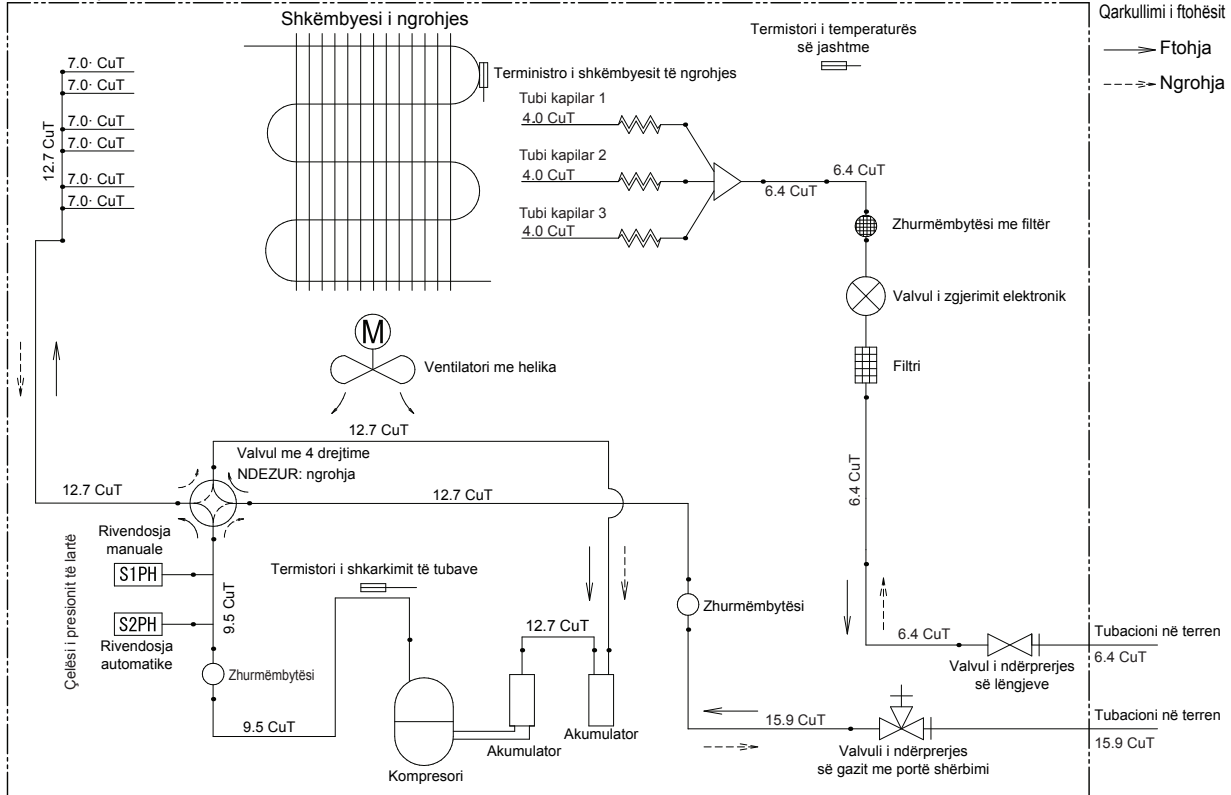 Qarkullimi i ftohësit
Ftohja
Ngrohja
Shkëmbyesi i ngrohjes
Termistori i temperaturës
së jashtme
Terministro i shkëmbyesit të ngrohjes
7.0· CuT
7.0· CuT
7.0· CuT
7.0· CuT
7.0· CuT
7.0· CuT
12.7 CuT
Tubi kapilar 1
4.0 CuT
Tubi kapilar 2
4.0 CuT
Tubi kapilar 3
4.0 CuT
6.4 CuT
6.4 CuT
Zhurmëmbytësi me filtër
Valvul i zgjerimit elektronik
Filtri
M
Ventilatori me helika
12.7 CuT
Valvul me 4 drejtime
NDEZUR: ngrohja
12.7 CuT
12.7 CuT
6.4 CuT
Çelësi i presionit të lartë
Rivendosja
manuale
S1PH
S2PH
Rivendosja
automatike
9.5 CuT
Termistori i shkarkimit të tubave
Zhurmëmbytësi
Zhurmëmbytësi
12.7 CuT
9.5 CuT
Kompresori
Akumulator
Akumulator
6.4 CuT
Valvul i ndërprerjes
së lëngjeve
Tubacioni në terren
6.4 CuT
15.9 CuT
Valvuli i ndërprerjes
së gazit me portë shërbimi
Tubacioni në terren
15.9 CuT